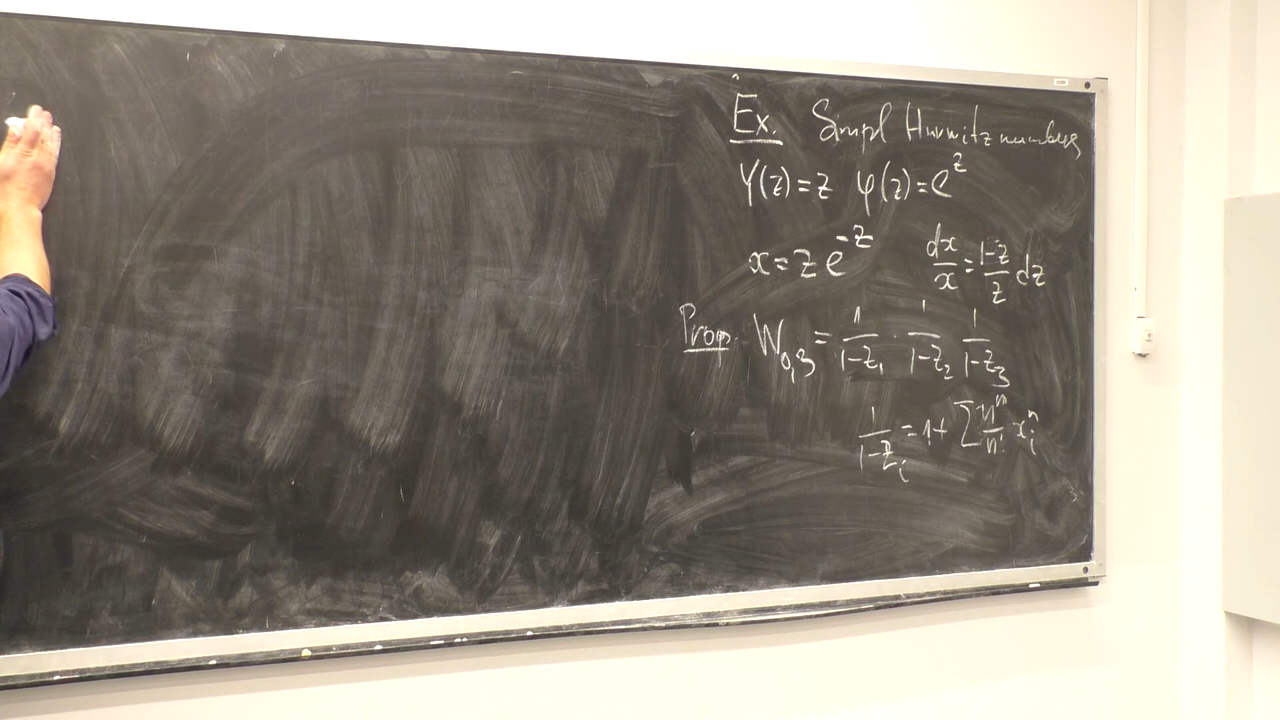 Ex. Simpl Hurwitz numbers
Y(z)=z φ(z)=e^z
x=ze^{-z} dx/x = (1-z)/z dz
Prop. W_{0,3} = 1/(1-z_1) · 1/(1-z_2) 1/(1-z_3)
1/(1-z_i) = 1+ ∑ n^n/n! x_i^n